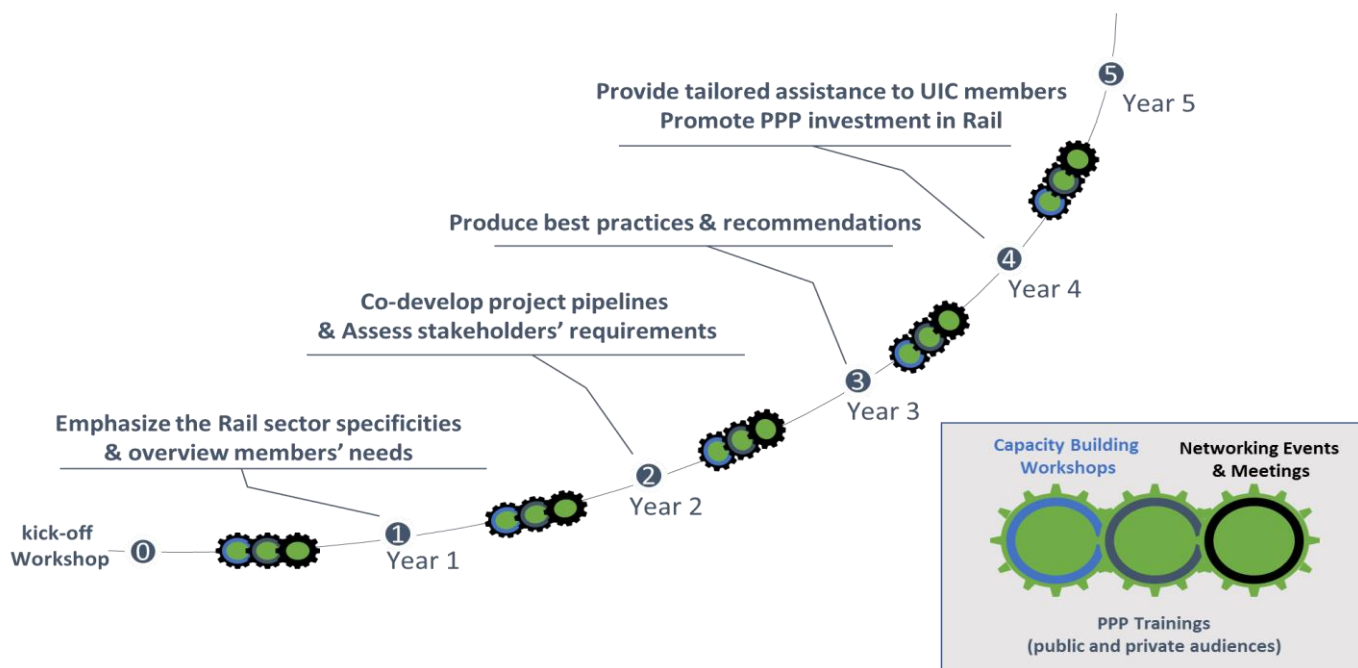 Provide tailored assistance to UIC members
Promote PPP investment in Rail
5
Year 5
Produce best practices & recommendations
4
Year 4
Co-develop project pipelines
& Assess stakeholders’ requirements
3
Year 3
Emphasize the Rail sector specificities
& overview members’ needs
2
Year 2
kick-off
Workshop
0
1
Year 1
Capacity Building
Workshops
Networking Events
& Meetings
PPP Trainings
(public and private audiences)